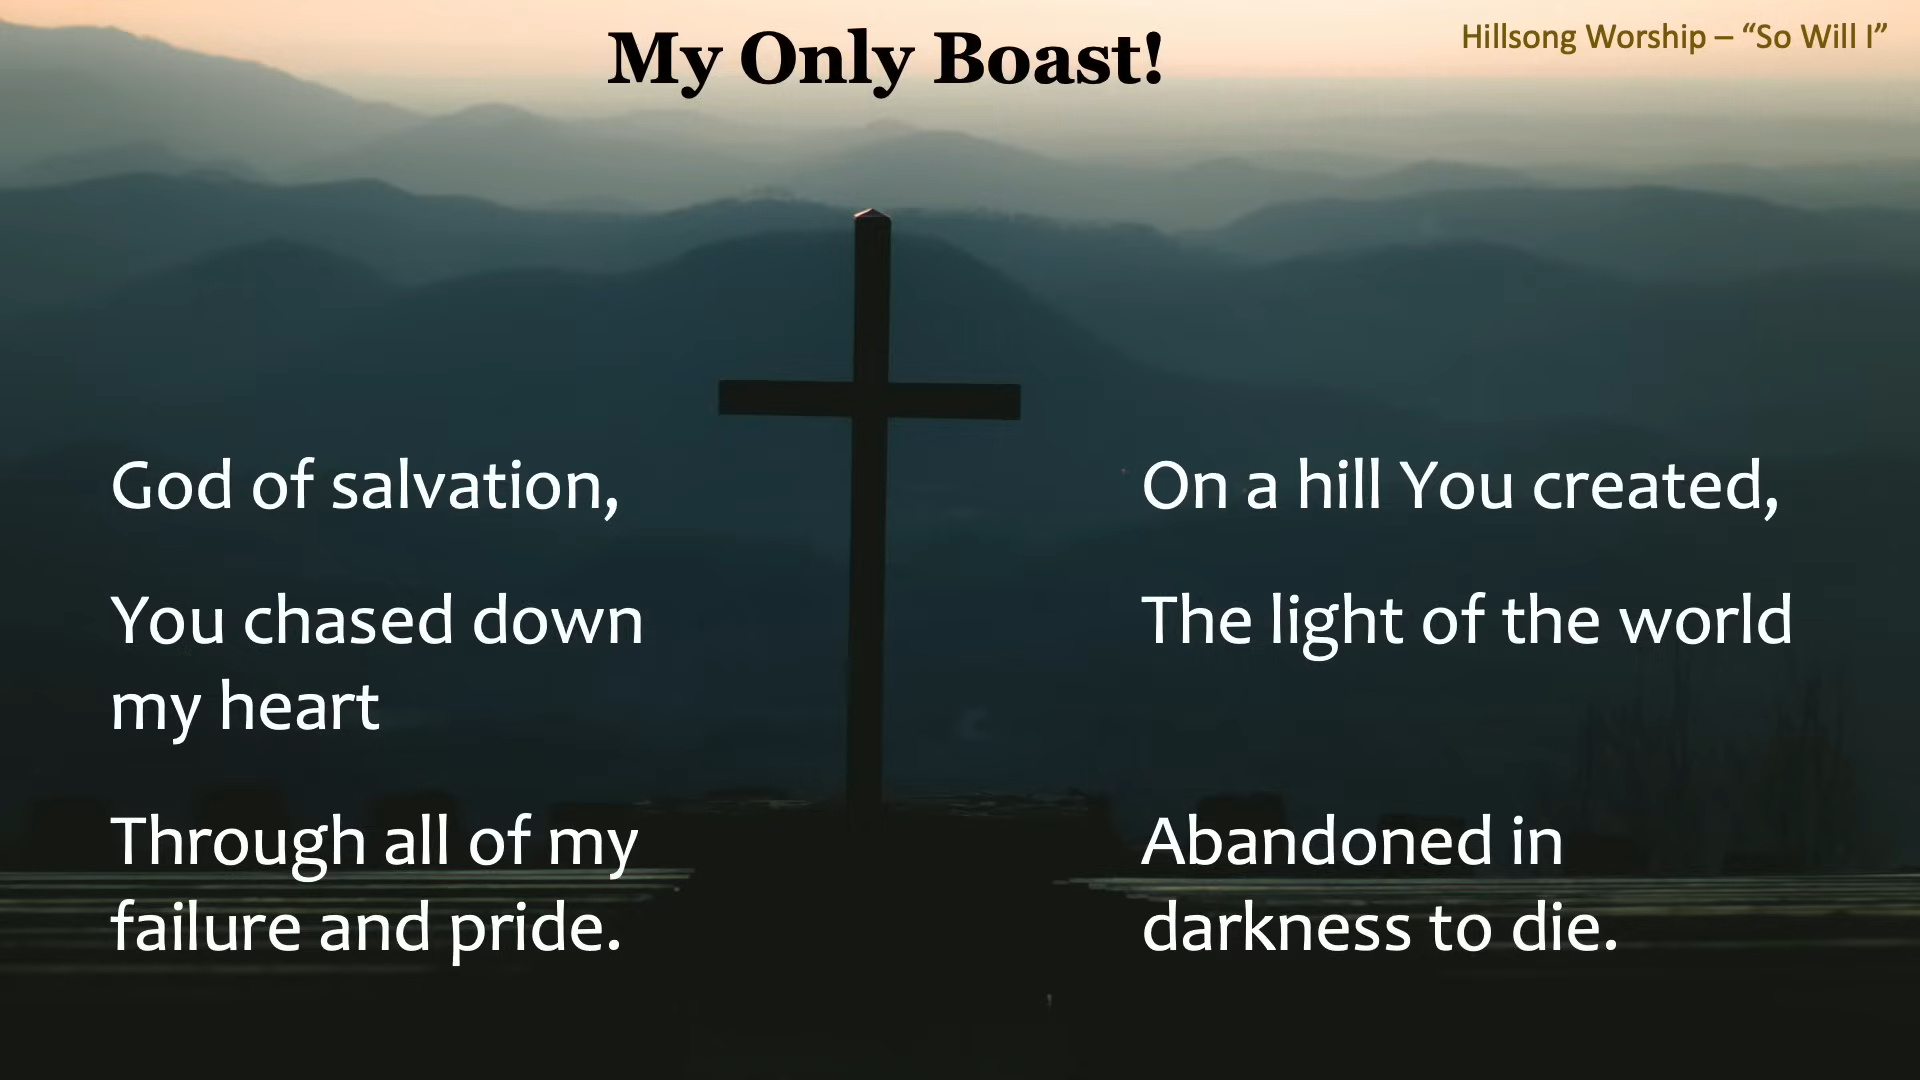 My Only Boast!
Hillsong Worship – “So Will I”
God of salvation,
You chased down
my heart
Through all of my
failure and pride.
On a hill You created,
The light of the world
Abandoned in
darkness to die.